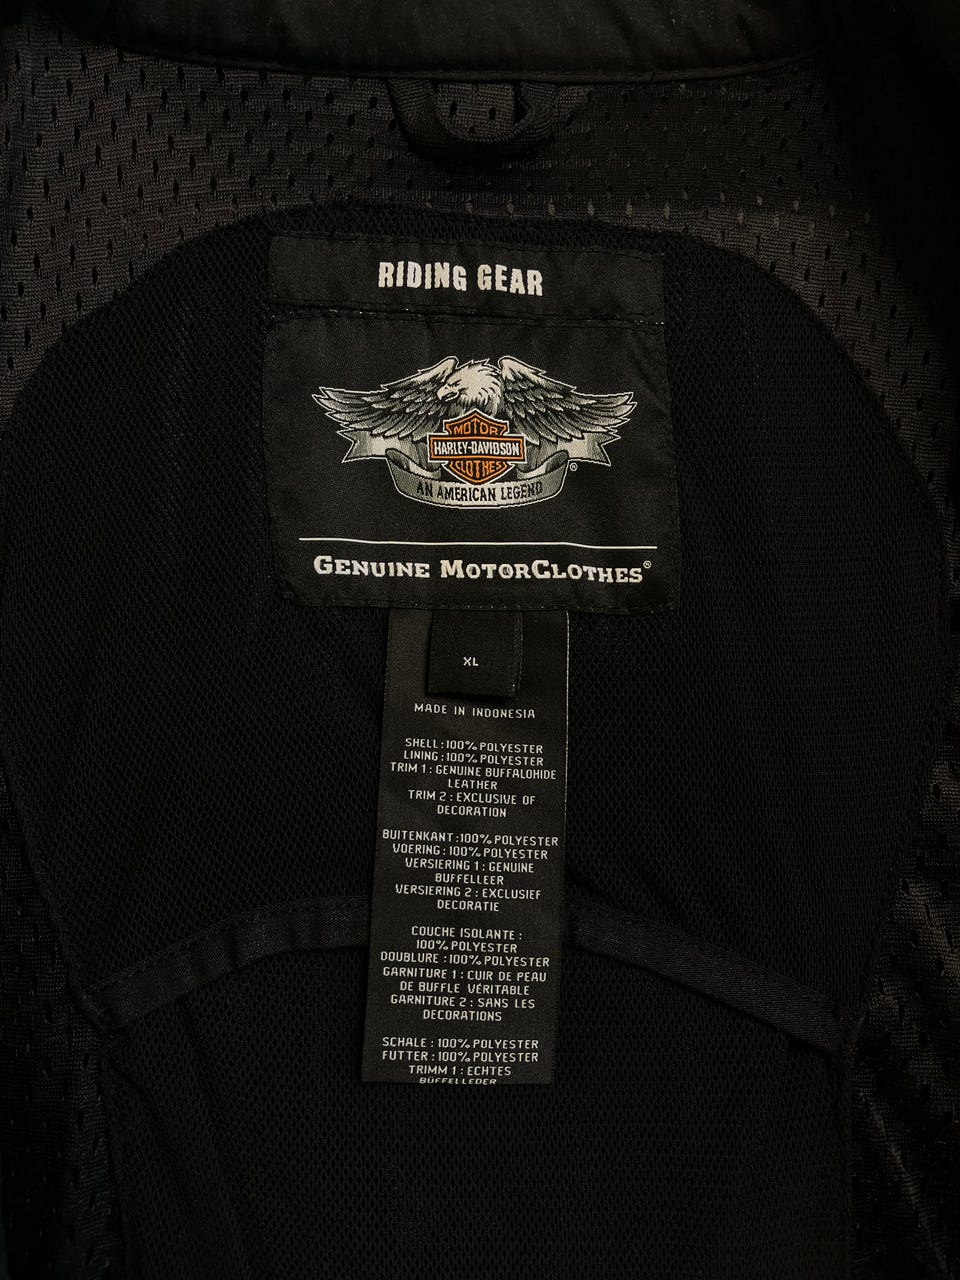 RIDING GEAR
MOTOR
HARLEY-DAVIDSON
CLOTHES
®
AN AMERICAN LEGEND
GENUINE MOTORCLOTHES®
XL
MADE IN INDONESIA
SHELL : 100% POLYESTER
LINING : 100% POLYESTER
TRIM 1 : GENUINE BUFFALOHIDE
LEATHER
TRIM 2 : EXCLUSIVE OF
DECORATION
BUITENKANT : 100% POLYESTER
VOERING : 100% POLYESTER
VERSIERING 1 : GENUINE
BUFFELLEER
VERSIERING 2 : EXCLUSIEF
DECORATIE
COUCHE ISOLANTE :
100% POLYESTER
DOUBLURE : 100% POLYESTER
GARNITURE 1 : CUIR DE PEAU
DE BUFFLE VÉRITABLE
GARNITURE 2 : SANS LES
DECORATIONS
SCHALE : 100% POLYESTER
FUTTER : 100% POLYESTER
TRIMM 1 : ECHTES
BÜFFELLEDER